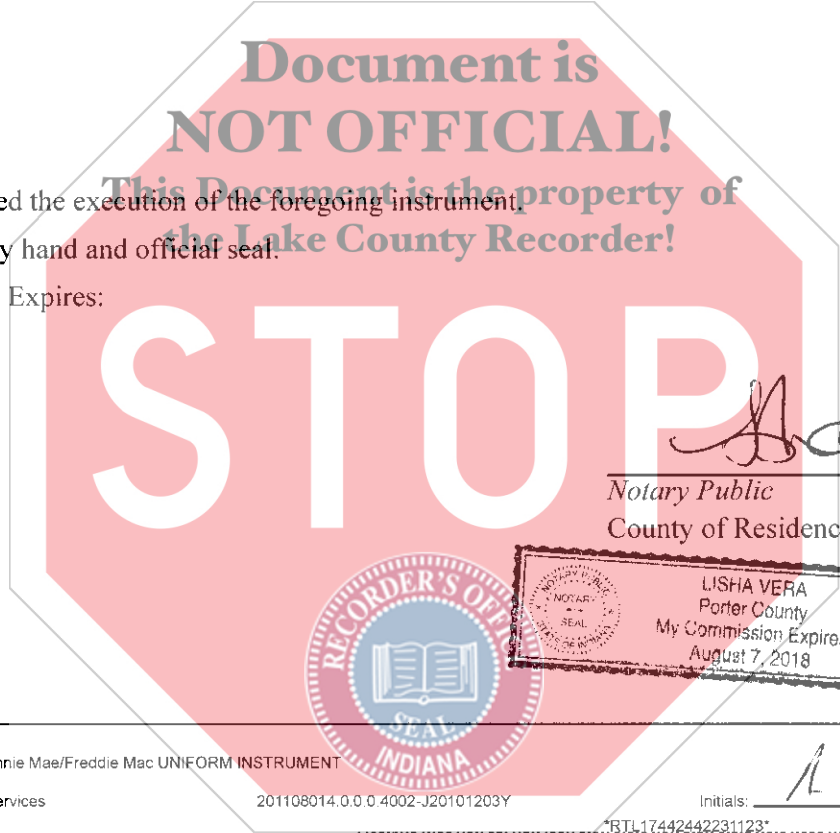 Document is
NOT OFFICIAL!
This Document is the property of
the Lake County Recorder!
ed the execution of the foregoing instrument.
y hand and official seal.
Expires:
STOP
Notary Public
County of Residenc
NOTARY PUBLIC
NOTARY
SEAL
STATE OF INDIANA
LISHA VERA
Porter County
My Commission Expire
August 7, 2018
RECORDER'S OFFI
SEAL
INDIANA
nnie Mae/Freddie Mac UNIFORM INSTRUMENT
ervices 201108014.0.0.0.4002-J20101203Y Initials:
*RTL17442442231123*